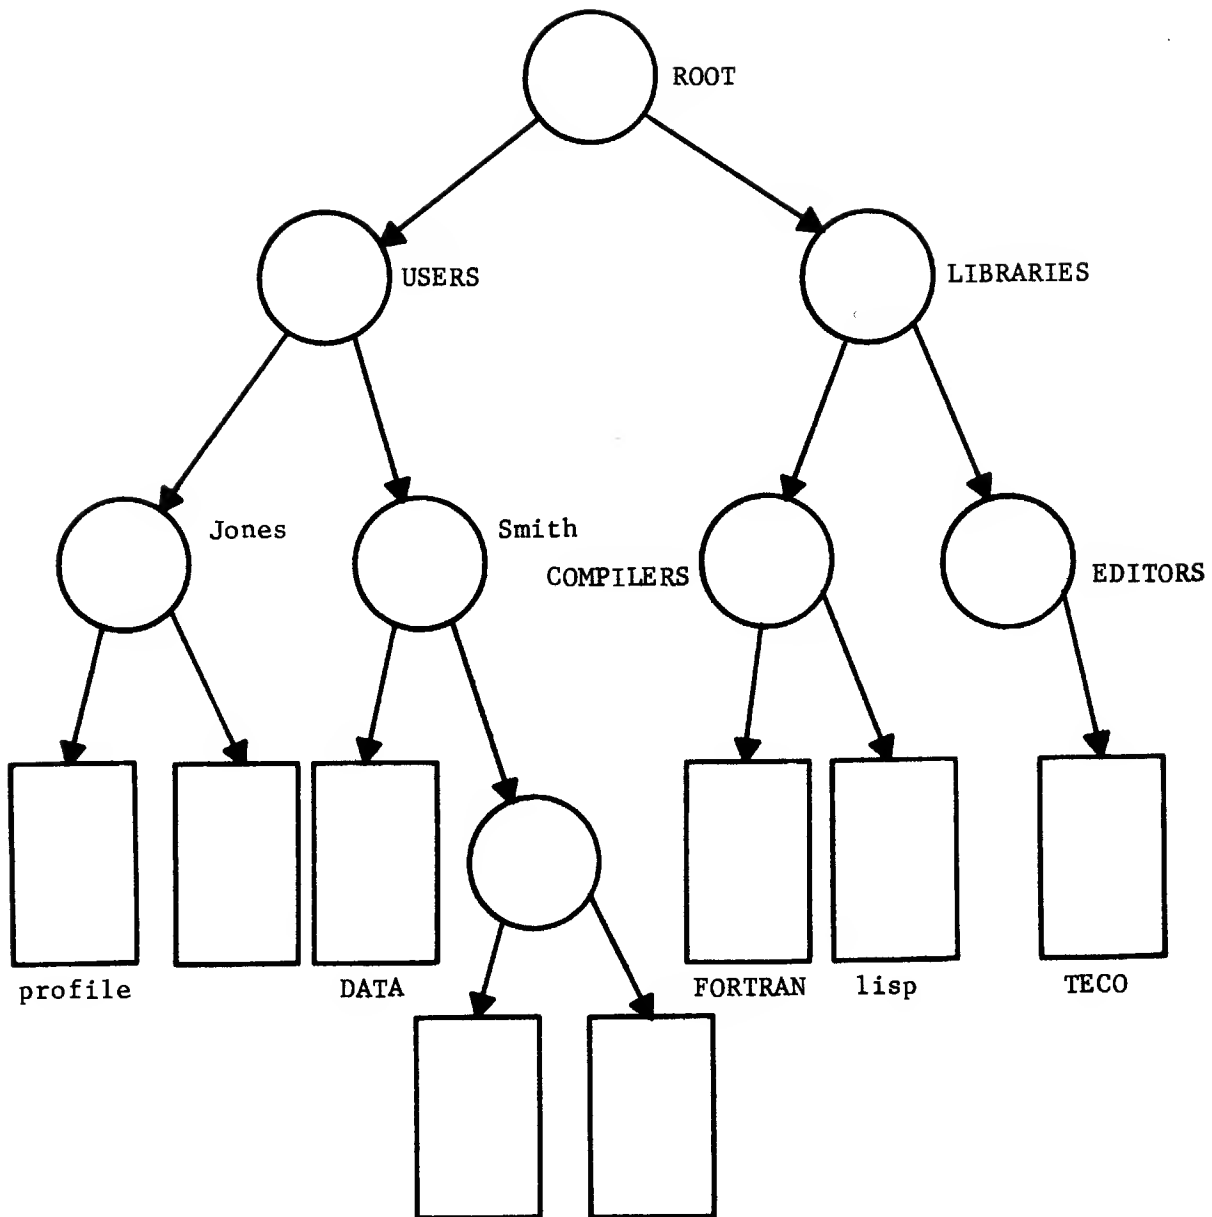 ROOT
USERS
LIBRARIES
Jones
Smith
COMPILERS
EDITORS
profile
DATA
FORTRAN
lisp
TECO